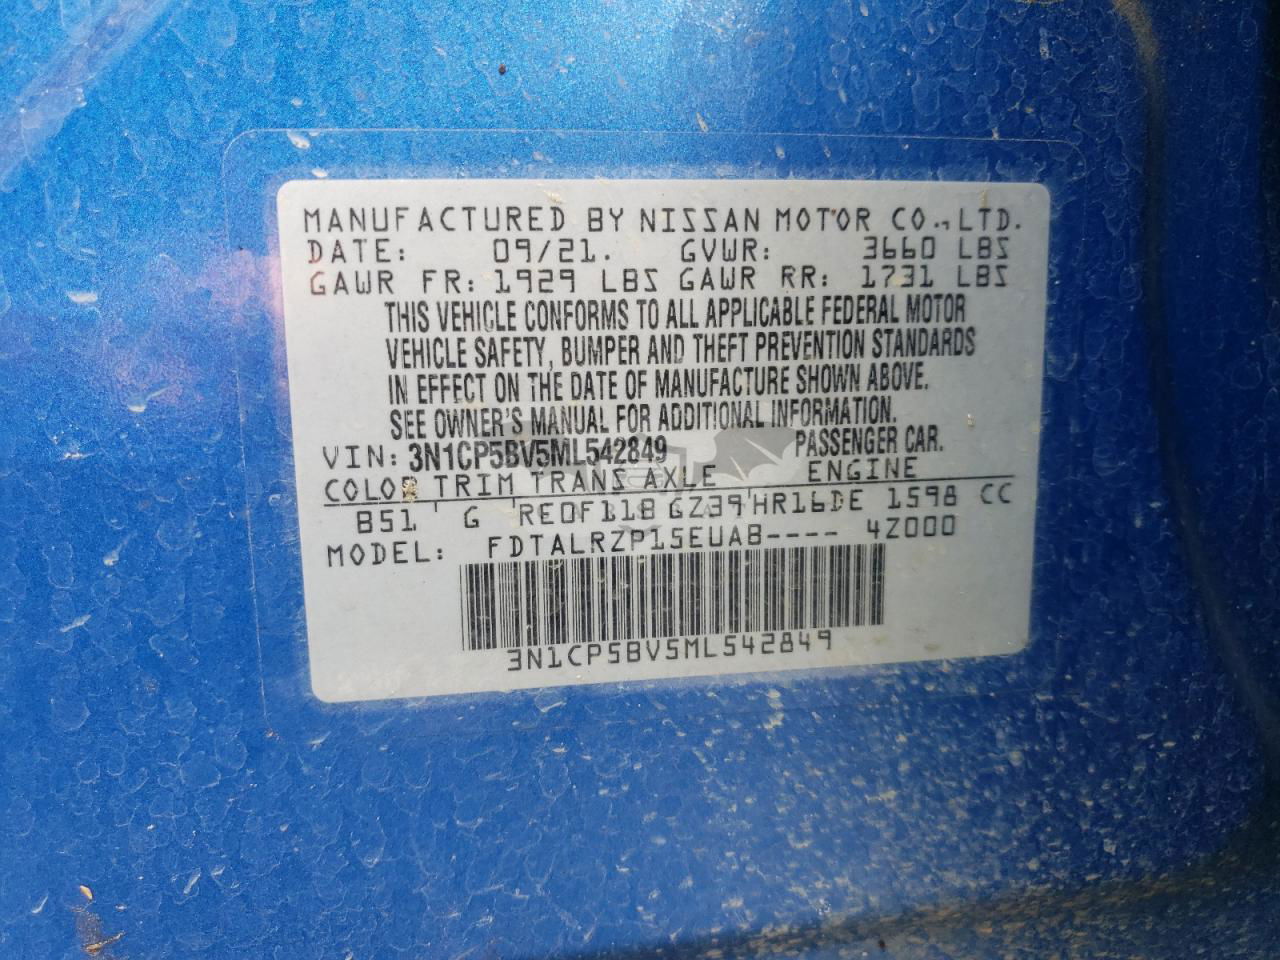 MANUFACTURED BY NISSAN MOTOR CO., LTD.
DATE: 09/21. GVWR: 3660 LBS
GAWR FR: 1929 LBS GAWR RR: 1731 LBS
THIS VEHICLE CONFORMS TO ALL APPLICABLE FEDERAL MOTOR
VEHICLE SAFETY, BUMPER AND THEFT PREVENTION STANDARDS
IN EFFECT ON THE DATE OF MANUFACTURE SHOWN ABOVE.
SEE OWNER'S MANUAL FOR ADDITIONAL INFORMATION.
VIN: 3N1CP5BV5ML542849 PASSENGER CAR.
COLOR TRIM TRANS AXLE ENGINE
B51 G RE0F11B GZ39 HR16DE 1598 CC
MODEL: FDTALRZP15EUAB---- 4Z000
3N1CP5BV5ML542849